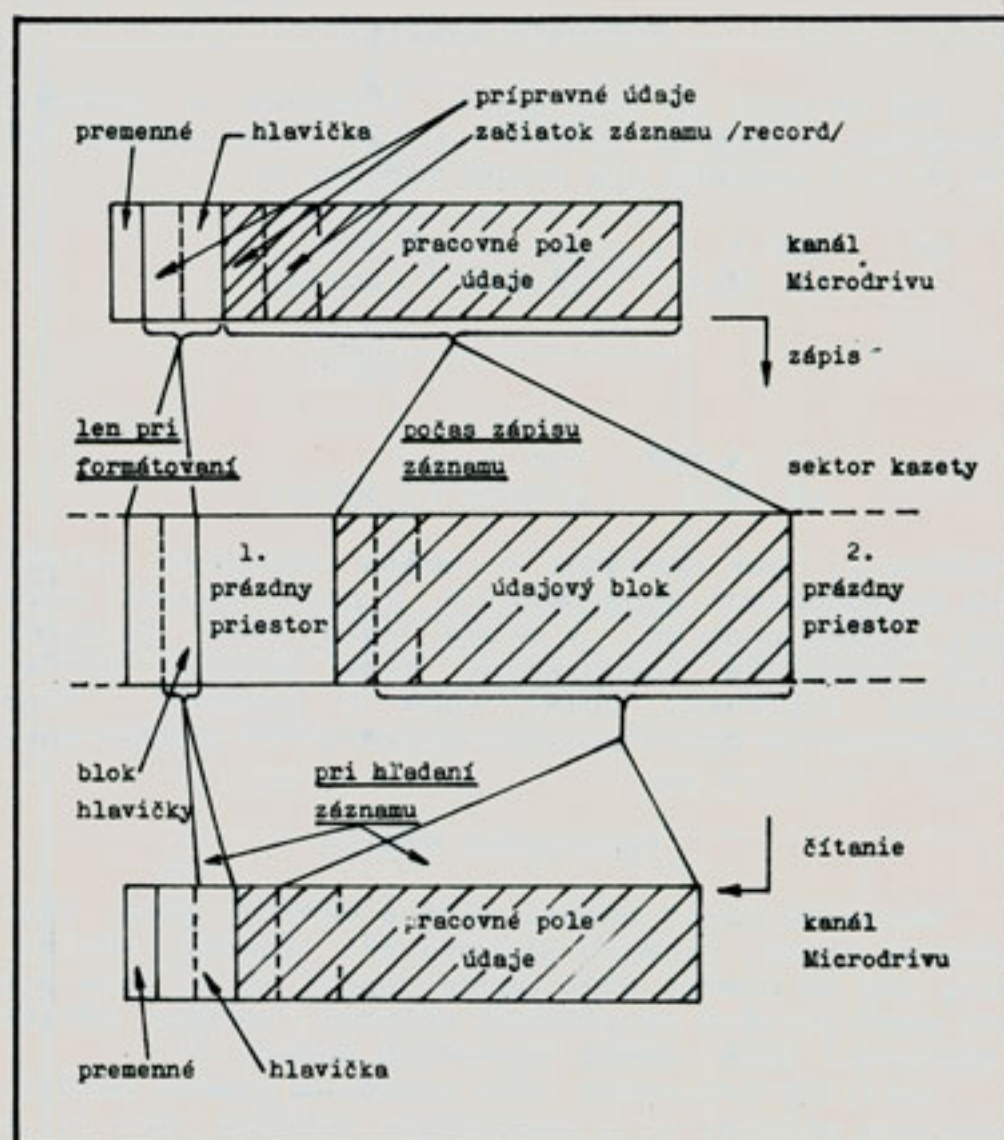 prípravné údaje
premenné
hlavička
začiatok záznamu /record/
pracovné pole
údaje
kanál
Microdrivu
zápis
len pri
formátovaní
počas zápisu
záznamu
sektor kazety
1.
prázdny
priestor
údajový blok
2.
prázdny
priestor
blok
hlavičky
pri hľadaní
záznamu
čítanie
pracovné pole
údaje
kanál
Microdrivu
premenné
hlavička